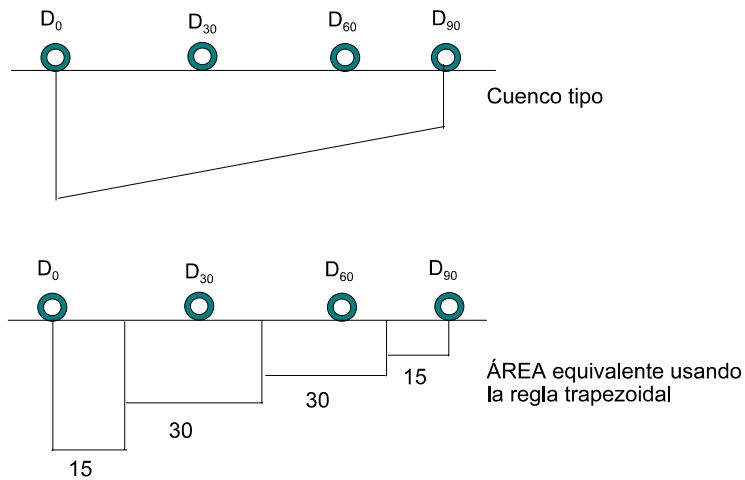 D₀ D₃₀ D₆₀ D₉₀
Cuenco tipo
D₀ D₃₀ D₆₀ D₉₀
15
ÁREA equivalente usando
la regla trapezoidal
30
30
15